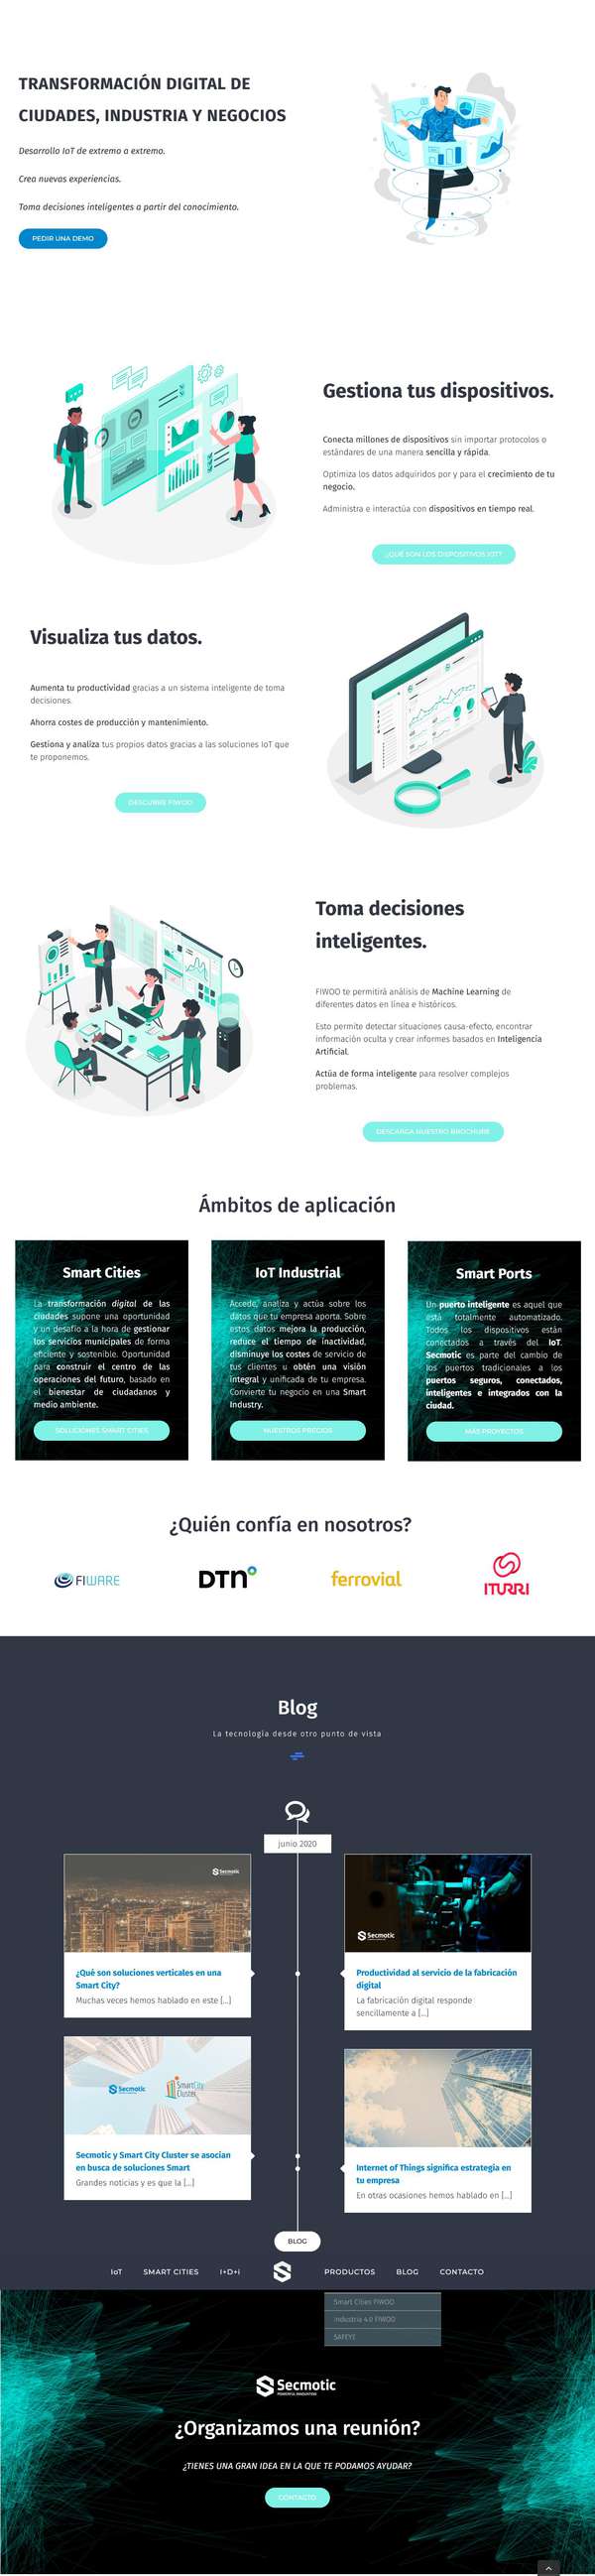 TRANSFORMACIÓN DIGITAL DE
CIUDADES, INDUSTRIA Y NEGOCIOS
Desarrollo IoT de extremo a extremo.
Crea nuevas experiencias.
Toma decisiones inteligentes a partir del conocimiento.
PEDIR UNA DEMO
Gestiona tus dispositivos.
Conecta millones de dispositivos sin importar protocolos o
estándares de una manera sencilla y rápida.
Optimiza los datos adquiridos por y para el crecimiento de tu
negocio.
Administra e interactúa con dispositivos en tiempo real.
¿QUÉ SON LOS DISPOSITIVOS IOT?
Visualiza tus datos.
Aumenta tu productividad gracias a un sistema inteligente de toma
decisiones.
Ahorra costes de producción y mantenimiento.
Gestiona y analiza tus propios datos gracias a las soluciones IoT que
te proponemos.
DESCUBRE FIWOO
Toma decisiones
inteligentes.
FIWOO te permitirá análisis de Machine Learning de
diferentes datos en línea e históricos.
Esto permite detectar situaciones causa-efecto, encontrar
información oculta y crear informes basados en Inteligencia
Artificial.
Actúa de forma inteligente para resolver complejos
problemas.
DESCARGA NUESTRO BROCHURE
Ámbitos de aplicación
Smart Cities
La transformación digital de las
ciudades supone una oportunidad
y un desafío a la hora de gestionar
los servicios municipales de forma
eficiente y sostenible. Oportunidad
para construir el centro de las
operaciones del futuro, basado en
el bienestar de ciudadanos y
medio ambiente.
SOLUCIONES SMART CITIES
IoT Industrial
Accede, analiza y actúa sobre los
datos que tu empresa aporta. Sobre
estos datos mejora la producción,
reduce el tiempo de inactividad,
disminuye los costes de servicio de
tus clientes u obtén una visión
integral y unificada de tu empresa.
Convierte tu negocio en una Smart
Industry.
NUESTROS PRECIOS
Smart Ports
Un puerto inteligente es aquel que
está totalmente automatizado.
Todos los dispositivos están
conectados a través del IoT.
Secmotic es parte del cambio de
los puertos tradicionales a los
puertos seguros, conectados,
inteligentes e integrados con la
ciudad.
MÁS PROYECTOS
¿Quién confía en nosotros?
FIWARE
DTN
ferrovial
ITURRI
Blog
La tecnología desde otro punto de vista
junio 2020
Secmotic
¿Qué son soluciones verticales en una
Smart City?
Muchas veces hemos hablado en este [...]
Secmotic
Productividad al servicio de la fabricación
digital
La fabricación digital responde
sencillamente a [...]
Secmotic
SmartCity
Cluster
Secmotic y Smart City Cluster se asocian
en busca de soluciones Smart
Grandes noticias y es que la [...]
Internet of Things significa estrategia en
tu empresa
En otras ocasiones hemos hablado en [...]
BLOG
IoT SMART CITIES I+D+i PRODUCTOS BLOG CONTACTO
Smart Cities FIWOO
Industria 4.0 FIWOO
SAFEYE
Secmotic
¿Organizamos una reunión?
¿TIENES UNA GRAN IDEA EN LA QUE TE PODAMOS AYUDAR?
CONTACTO